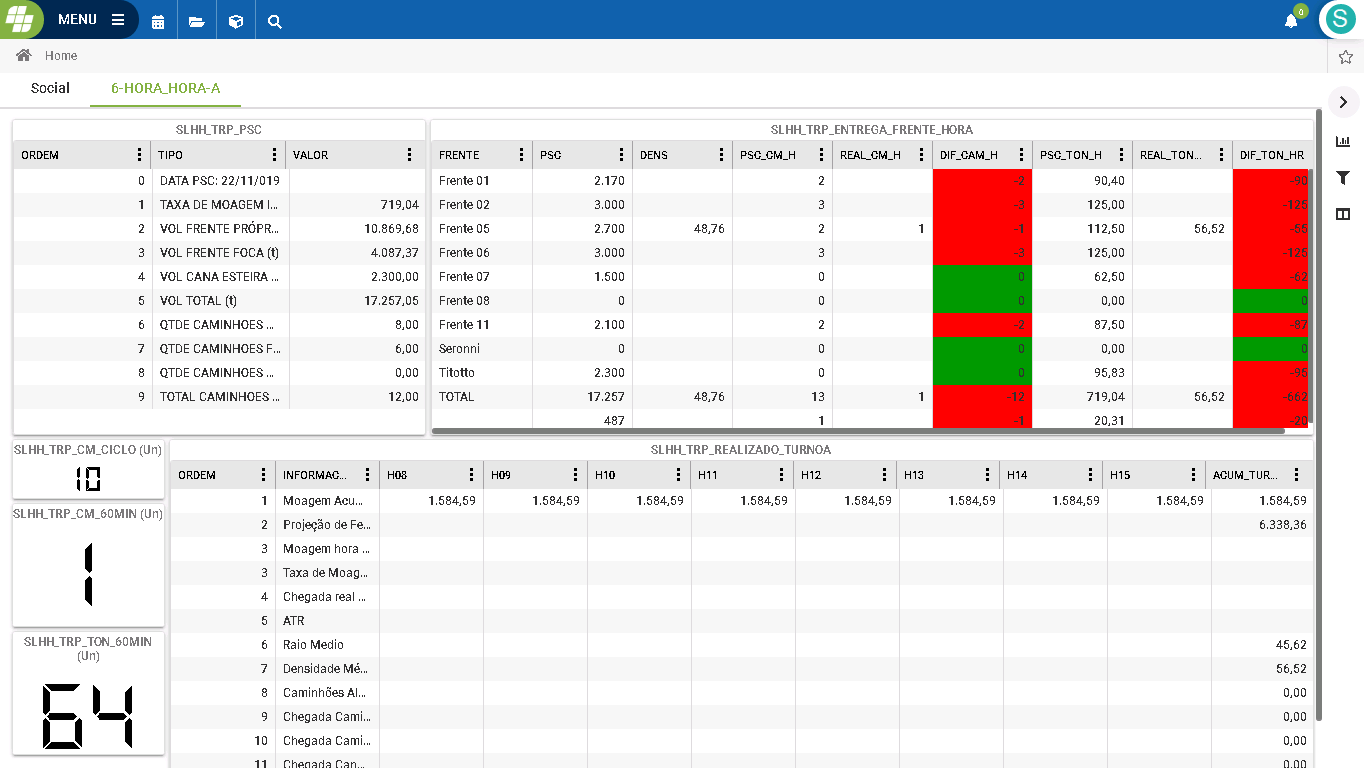 MENU
0
S
Home
Social 6-HORA_HORA-A
SLHH_TRP_PSC
ORDEM TIPO VALOR
0 DATA PSC: 22/11/019
1 TAXA DE MOAGEM I... 719,04
2 VOL FRENTE PRÓPR... 10.869,68
3 VOL FRENTE FOCA (t) 4.087,37
4 VOL CANA ESTEIRA ... 2.300,00
5 VOL TOTAL (t) 17.257,05
6 QTDE CAMINHOES ... 8,00
7 QTDE CAMINHOES F... 6,00
8 QTDE CAMINHOES ... 0,00
9 TOTAL CAMINHOES ... 12,00
SLHH_TRP_ENTREGA_FRENTE_HORA
FRENTE PSC DENS PSC_CM_H REAL_CM_H DIF_CAM_H PSC_TON_H REAL_TON... DIF_TON_HR
Frente 01 2.170 2 -2 90,40 -90
Frente 02 3.000 3 -3 125,00 -125
Frente 05 2.700 48,76 2 1 -1 112,50 56,52 -55
Frente 06 3.000 3 -3 125,00 -125
Frente 07 1.500 0 0 62,50 -62
Frente 08 0 0 0 0,00 0
Frente 11 2.100 2 -2 87,50 -87
Seronni 0 0 0 0,00 0
Titotto 2.300 0 0 95,83 -95
TOTAL 17.257 48,76 13 1 -12 719,04 56,52 -662
487 1 -1 20,31 -20
SLHH_TRP_CM_CICLO (Un)
10
SLHH_TRP_CM_60MIN (Un)
1
SLHH_TRP_TON_60MIN
(Un)
64
SLHH_TRP_REALIZADO_TURNOA
ORDEM INFORMAC... H08 H09 H10 H11 H12 H13 H14 H15 AGUM_TUR...
1 Moagem Acu... 1.584,59 1.584,59 1.584,59 1.584,59 1.584,59 1.584,59 1.584,59 1.584,59 1.584,59
2 Projeção de Fe... 6.338,36
3 Moagem hora ...
3 Taxa de Moag...
4 Chegada real ...
5 ATR
6 Raio Medio 45,62
7 Densidade Mé... 56,52
8 Caminhões Al... 0,00
9 Chegada Cami... 0,00
10 Chegada Cami... 0,00
11 Chegada Can... 0,00